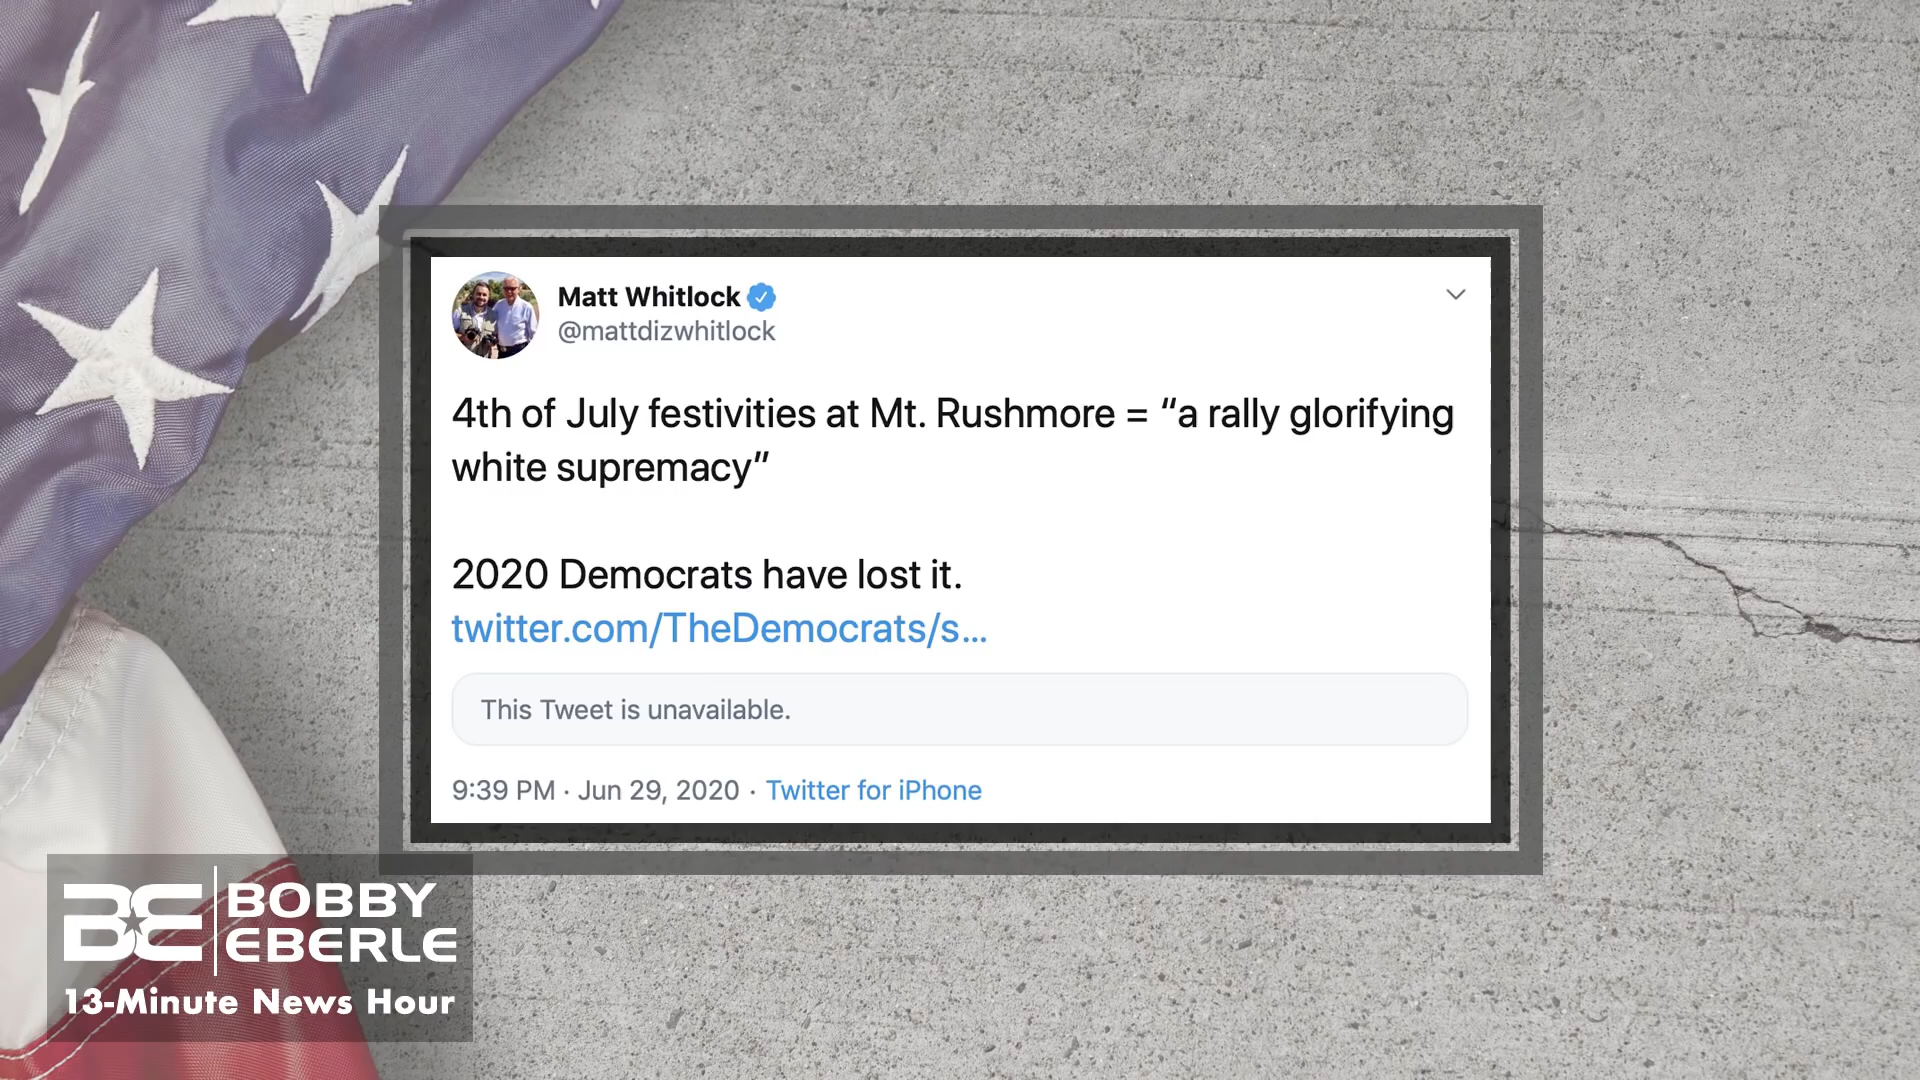 Matt Whitlock
@mattdizwhitlock
4th of July festivities at Mt. Rushmore = “a rally glorifying
white supremacy”
2020 Democrats have lost it.
twitter.com/TheDemocrats/s...
This Tweet is unavailable.
9:39 PM · Jun 29, 2020 · Twitter for iPhone
BE
BOBBY
EBERLE
13-Minute News Hour